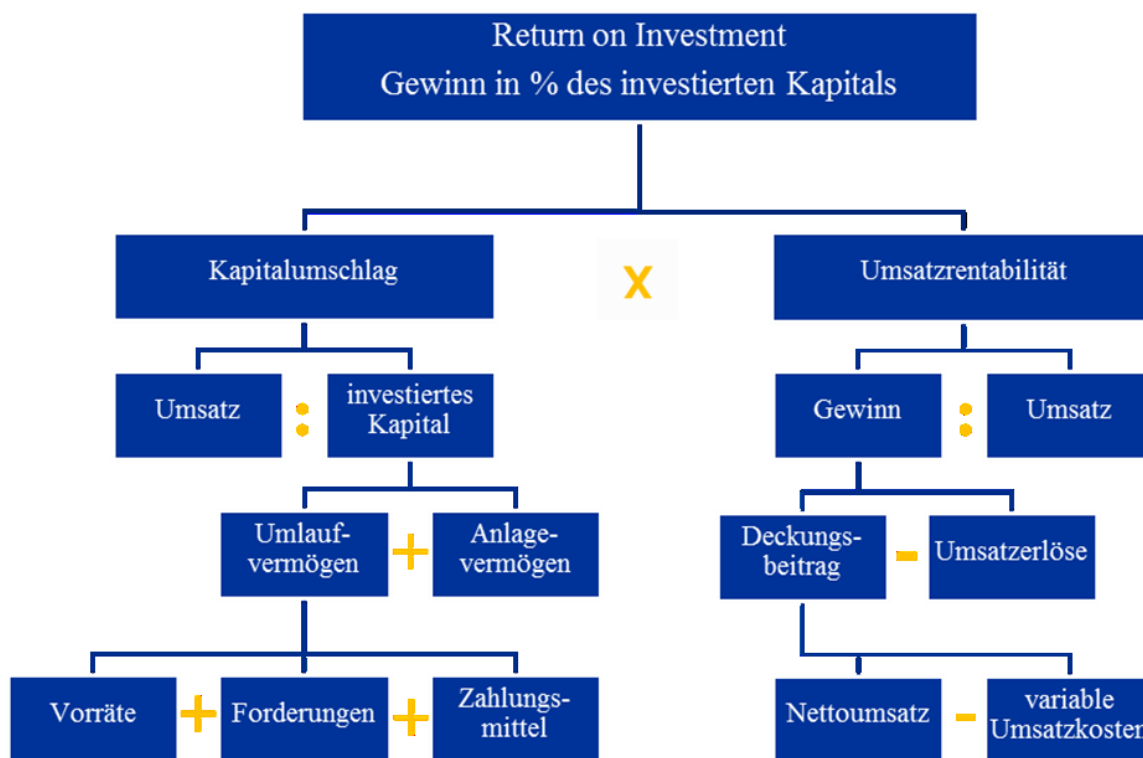 Return on Investment
Gewinn in % des investierten Kapitals
Kapitalumschlag
X
Umsatzrentabilität
Umsatz
:
investiertes
Kapital
Gewinn
:
Umsatz
Umlauf-
vermögen
+
Anlage-
vermögen
Deckungs-
beitrag
-
Umsatzerlöse
Vorräte
+
Forderungen
+
Zahlungs-
mittel
Nettoumsatz
-
variable
Umsatzkosten